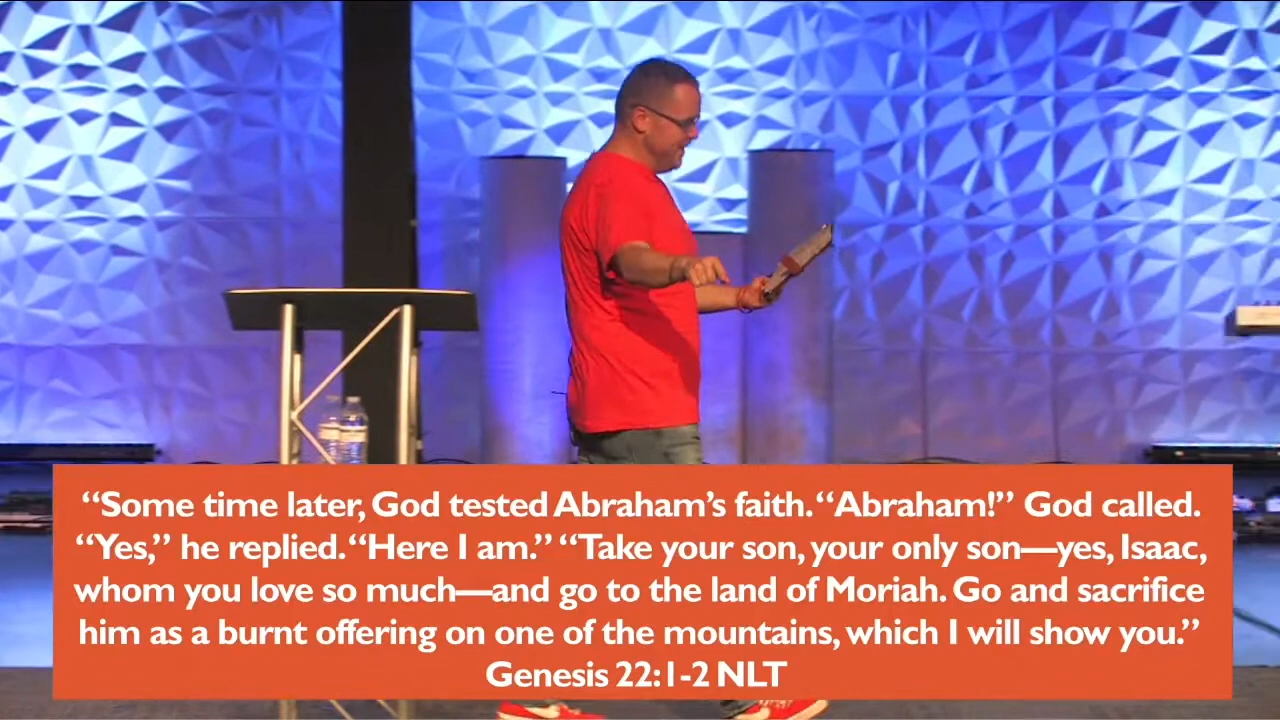 “Some time later, God tested Abraham’s faith. “Abraham!” God called.
“Yes,” he replied. “Here I am.” “Take your son, your only son—yes, Isaac,
whom you love so much—and go to the land of Moriah. Go and sacrifice
him as a burnt offering on one of the mountains, which I will show you.”
Genesis 22:1-2 NLT